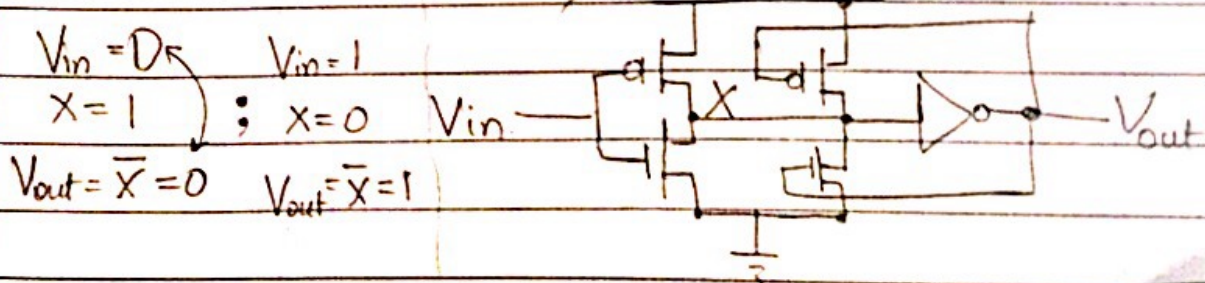 Vin = 0 ; Vin = 1
X = 1 X = 0
Vout = X̅ = 0 Vout = X̅ = 1
Vin X Vout